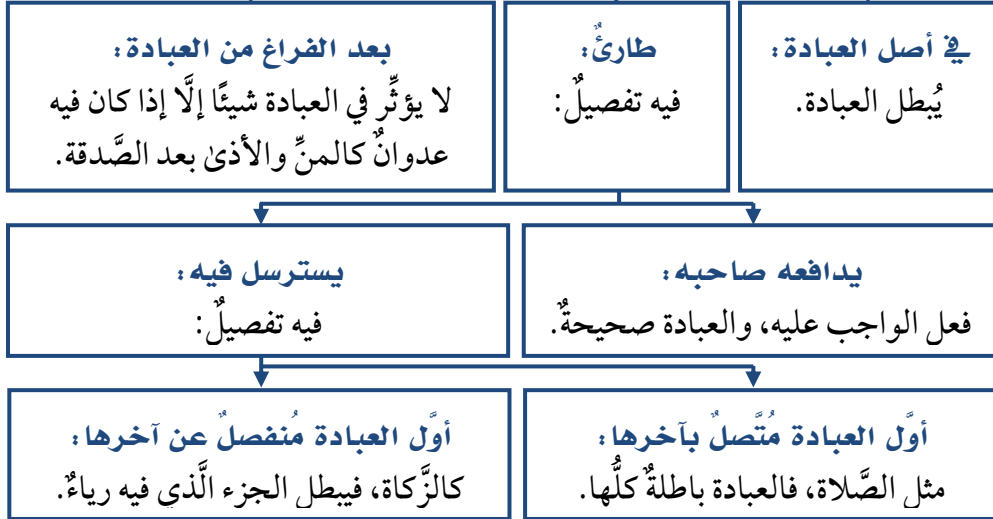 في أصل العبادة:
يُبطل العبادة.
طارئٌ:
فيه تفصيلٌ:
بعد الفراغ من العبادة:
لا يؤثِّر في العبادة شيئًا إلَّا إذا كان فيه
عدوانٌ كالمنِّ والأذىٰ بعد الصَّدقة.
يدافعه صاحبه:
فعل الواجب عليه، والعبادة صحيحةٌ.
يسترسل فيه:
فيه تفصيلٌ:
أوَّل العبادة مُتَّصلٌ بآخرها:
مثل الصَّلاة، فالعبادة باطلةٌ كلُّها.
أوَّل العبادة مُنفصلٌ عن آخرها:
كالزَّكاة، فيبطل الجزء الَّذي فيه رياءٌ.